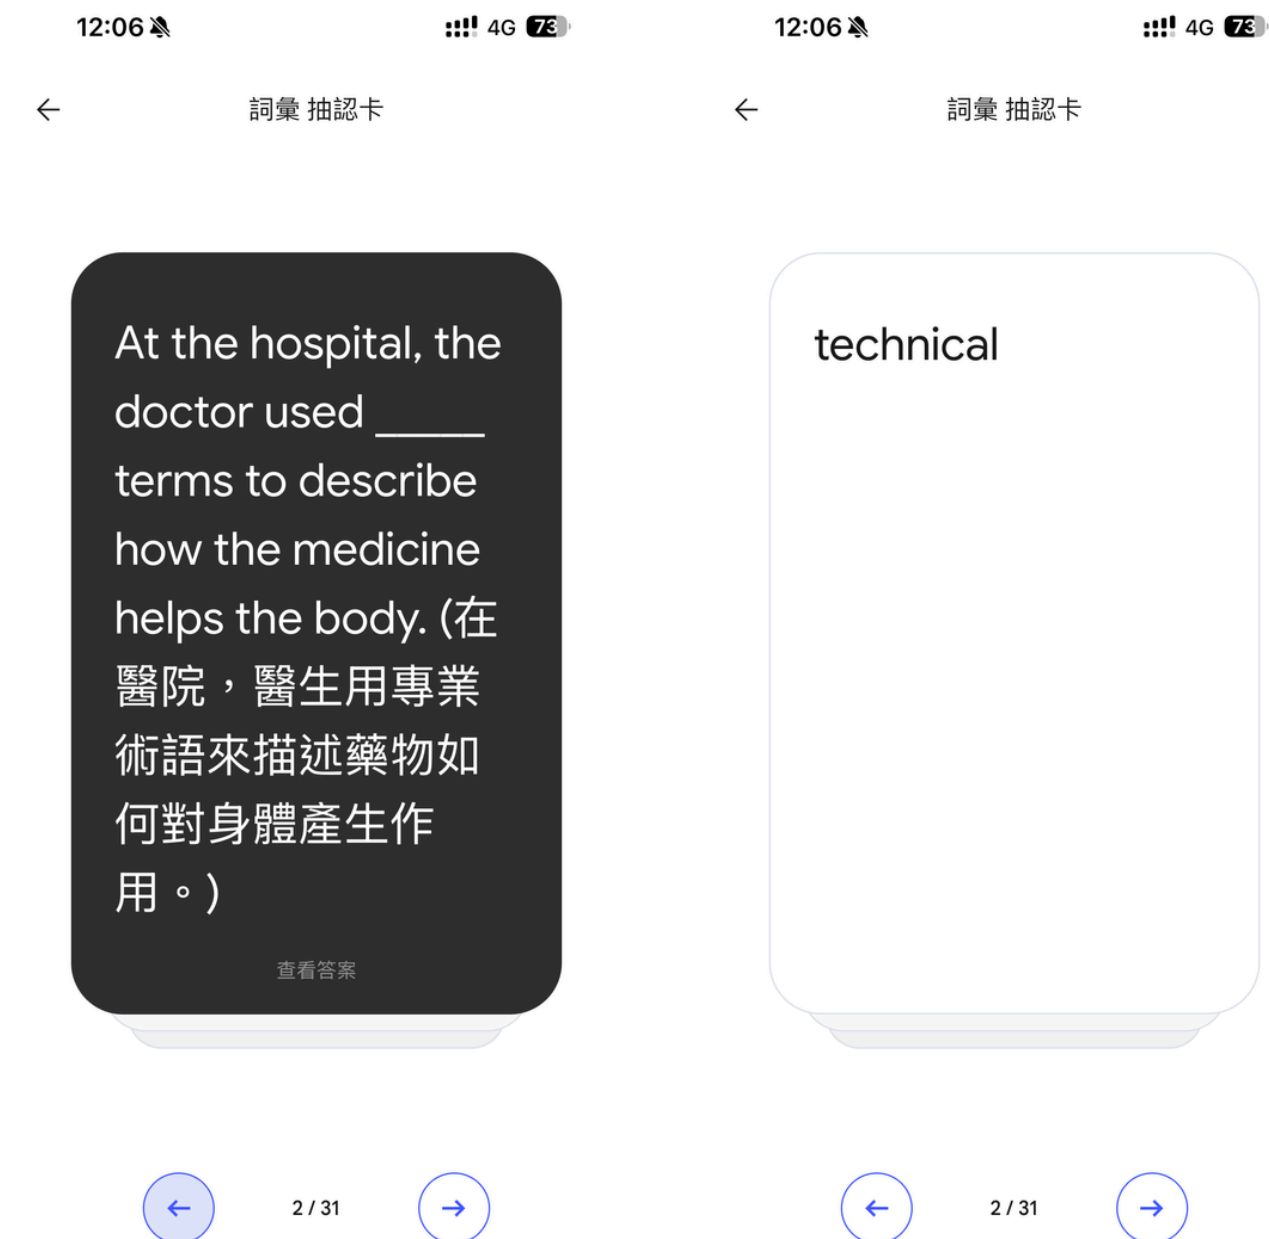 12:06 4G 73
詞彙 抽認卡
At the hospital, the
doctor used _____
terms to describe
how the medicine
helps the body. (在
醫院，醫生用專業
術語來描述藥物如
何對身體產生作
用。)
查看答案
2 / 31
12:06 4G 73
詞彙 抽認卡
technical
2 / 31